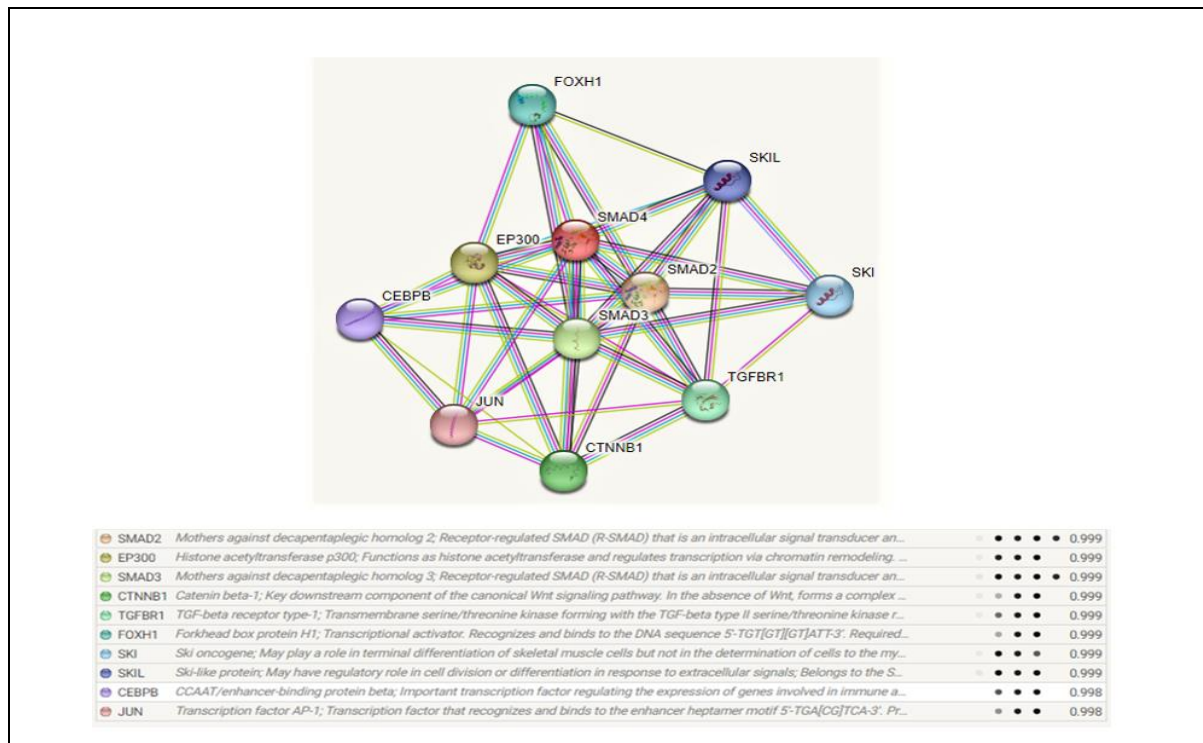 FOXH1
SKIL
SMAD4
EP300
SMAD2
SKI
CEBPB
SMAD3
TGFBR1
JUN
CTNNB1
SMAD2 Mothers against decapentaplegic homolog 2; Receptor-regulated SMAD (R-SMAD) that is an intracellular signal transducer an... 0.999
EP300 Histone acetyltransferase p300; Functions as histone acetyltransferase and regulates transcription via chromatin remodeling. ... 0.999
SMAD3 Mothers against decapentaplegic homolog 3; Receptor-regulated SMAD (R-SMAD) that is an intracellular signal transducer an... 0.999
CTNNB1 Catenin beta-1; Key downstream component of the canonical Wnt signaling pathway. In the absence of Wnt, forms a complex ... 0.999
TGFBR1 TGF-beta receptor type-1; Transmembrane serine/threonine kinase forming with the TGF-beta type II serine/threonine kinase r... 0.999
FOXH1 Forkhead box protein H1; Transcriptional activator. Recognizes and binds to the DNA sequence 5'-TGT[GT][GT]ATT-3'. Required... 0.999
SKI Ski oncogene; May play a role in terminal differentiation of skeletal muscle cells but not in the determination of cells to the my... 0.999
SKIL Ski-like protein; May have regulatory role in cell division or differentiation in response to extracellular signals; Belongs to the S... 0.999
CEBPB CCAAT/enhancer-binding protein beta; Important transcription factor regulating the expression of genes involved in immune a... 0.998
JUN Transcription factor AP-1; Transcription factor that recognizes and binds to the enhancer heptamer motif 5'-TGA[CG]TCA-3'. Pr... 0.998